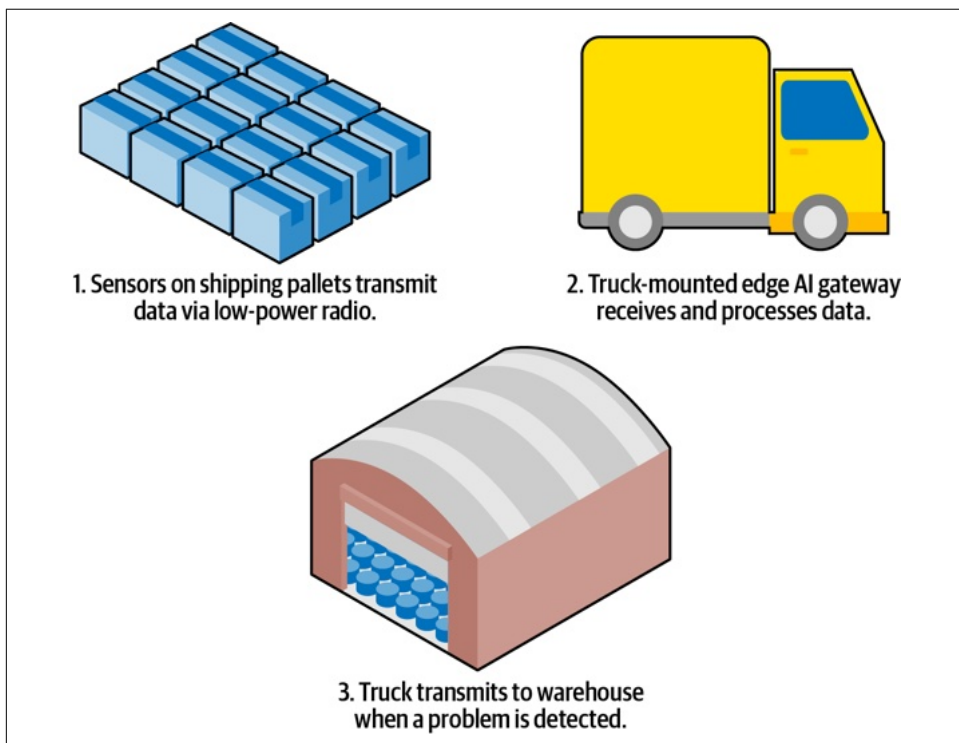 1. Sensors on shipping pallets transmit
data via low-power radio.
2. Truck-mounted edge AI gateway
receives and processes data.
3. Truck transmits to warehouse
when a problem is detected.